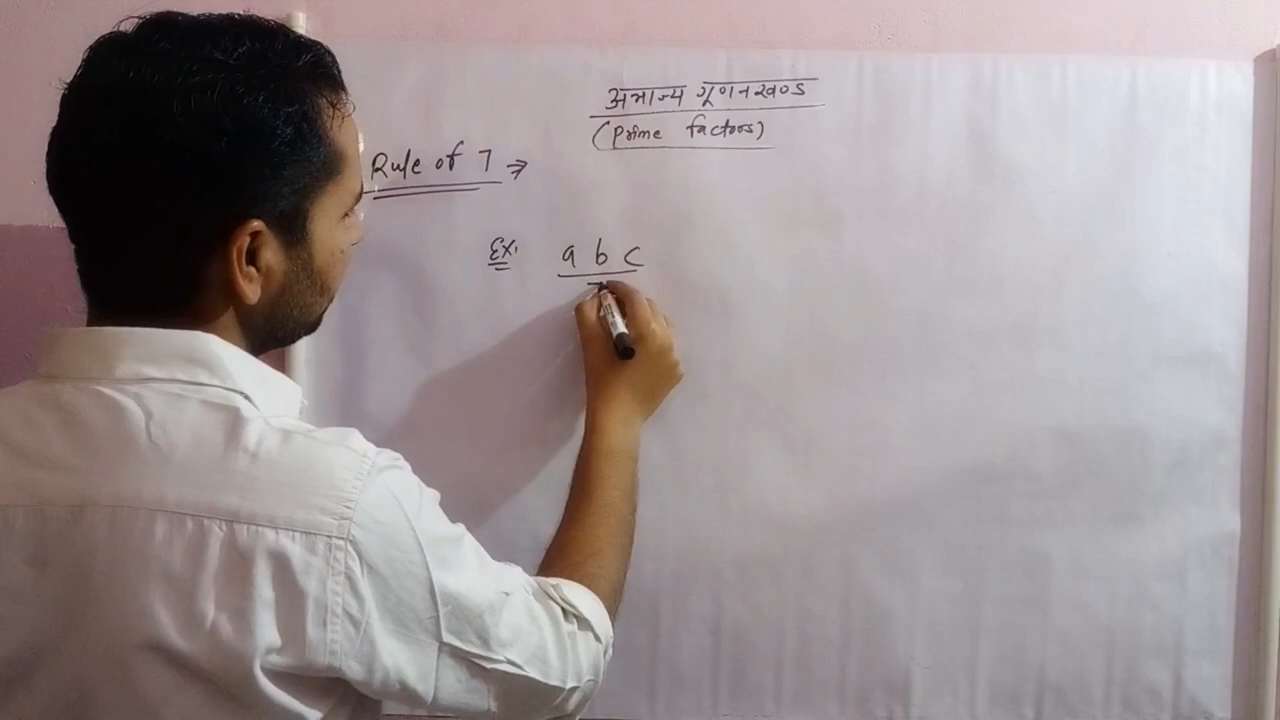 अभाज्य गूणनखण्ड
(Prime factors)
Rule of 7 ⇒
Ex. a b c